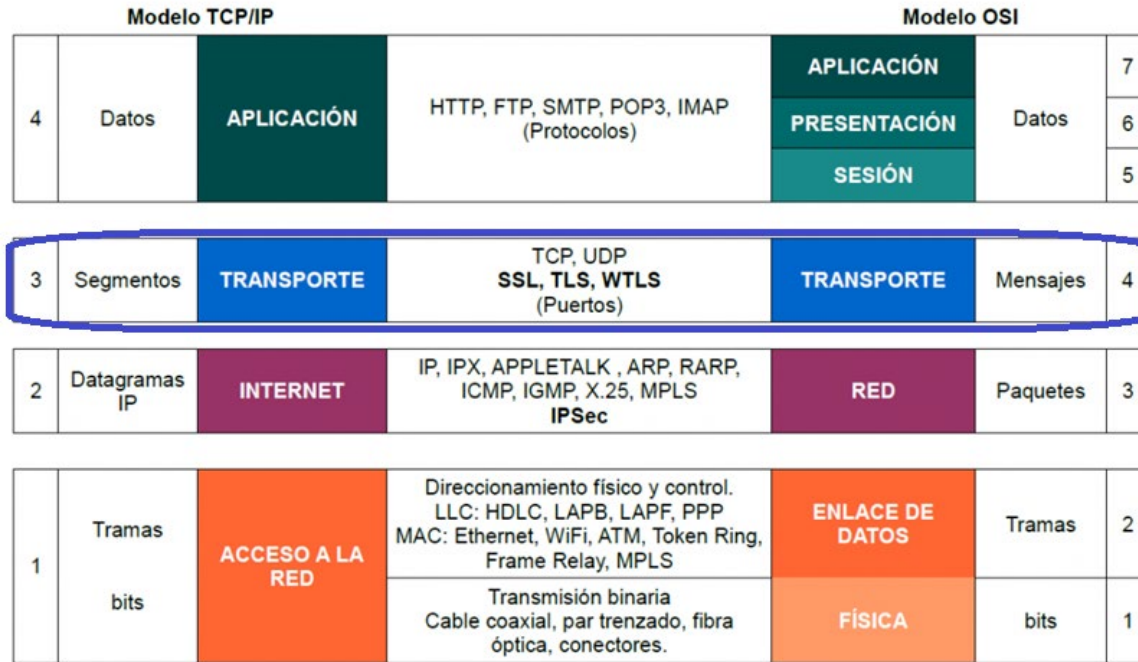 Modelo TCP/IP
Modelo OSI
4
Datos
APLICACIÓN
HTTP, FTP, SMTP, POP3, IMAP
(Protocolos)
APLICACIÓN
PRESENTACIÓN
SESIÓN
Datos
7
6
5
3
Segmentos
TRANSPORTE
TCP, UDP
SSL, TLS, WTLS
(Puertos)
TRANSPORTE
Mensajes
4
2
Datagramas
IP
INTERNET
IP, IPX, APPLETALK , ARP, RARP,
ICMP, IGMP, X.25, MPLS
IPSec
RED
Paquetes
3
1
Tramas
bits
ACCESO A LA
RED
Direccionamiento físico y control.
LLC: HDLC, LAPB, LAPF, PPP
MAC: Ethernet, WiFi, ATM, Token Ring,
Frame Relay, MPLS
ENLACE DE
DATOS
Tramas
2
Transmisión binaria
Cable coaxial, par trenzado, fibra
óptica, conectores.
FÍSICA
bits
1